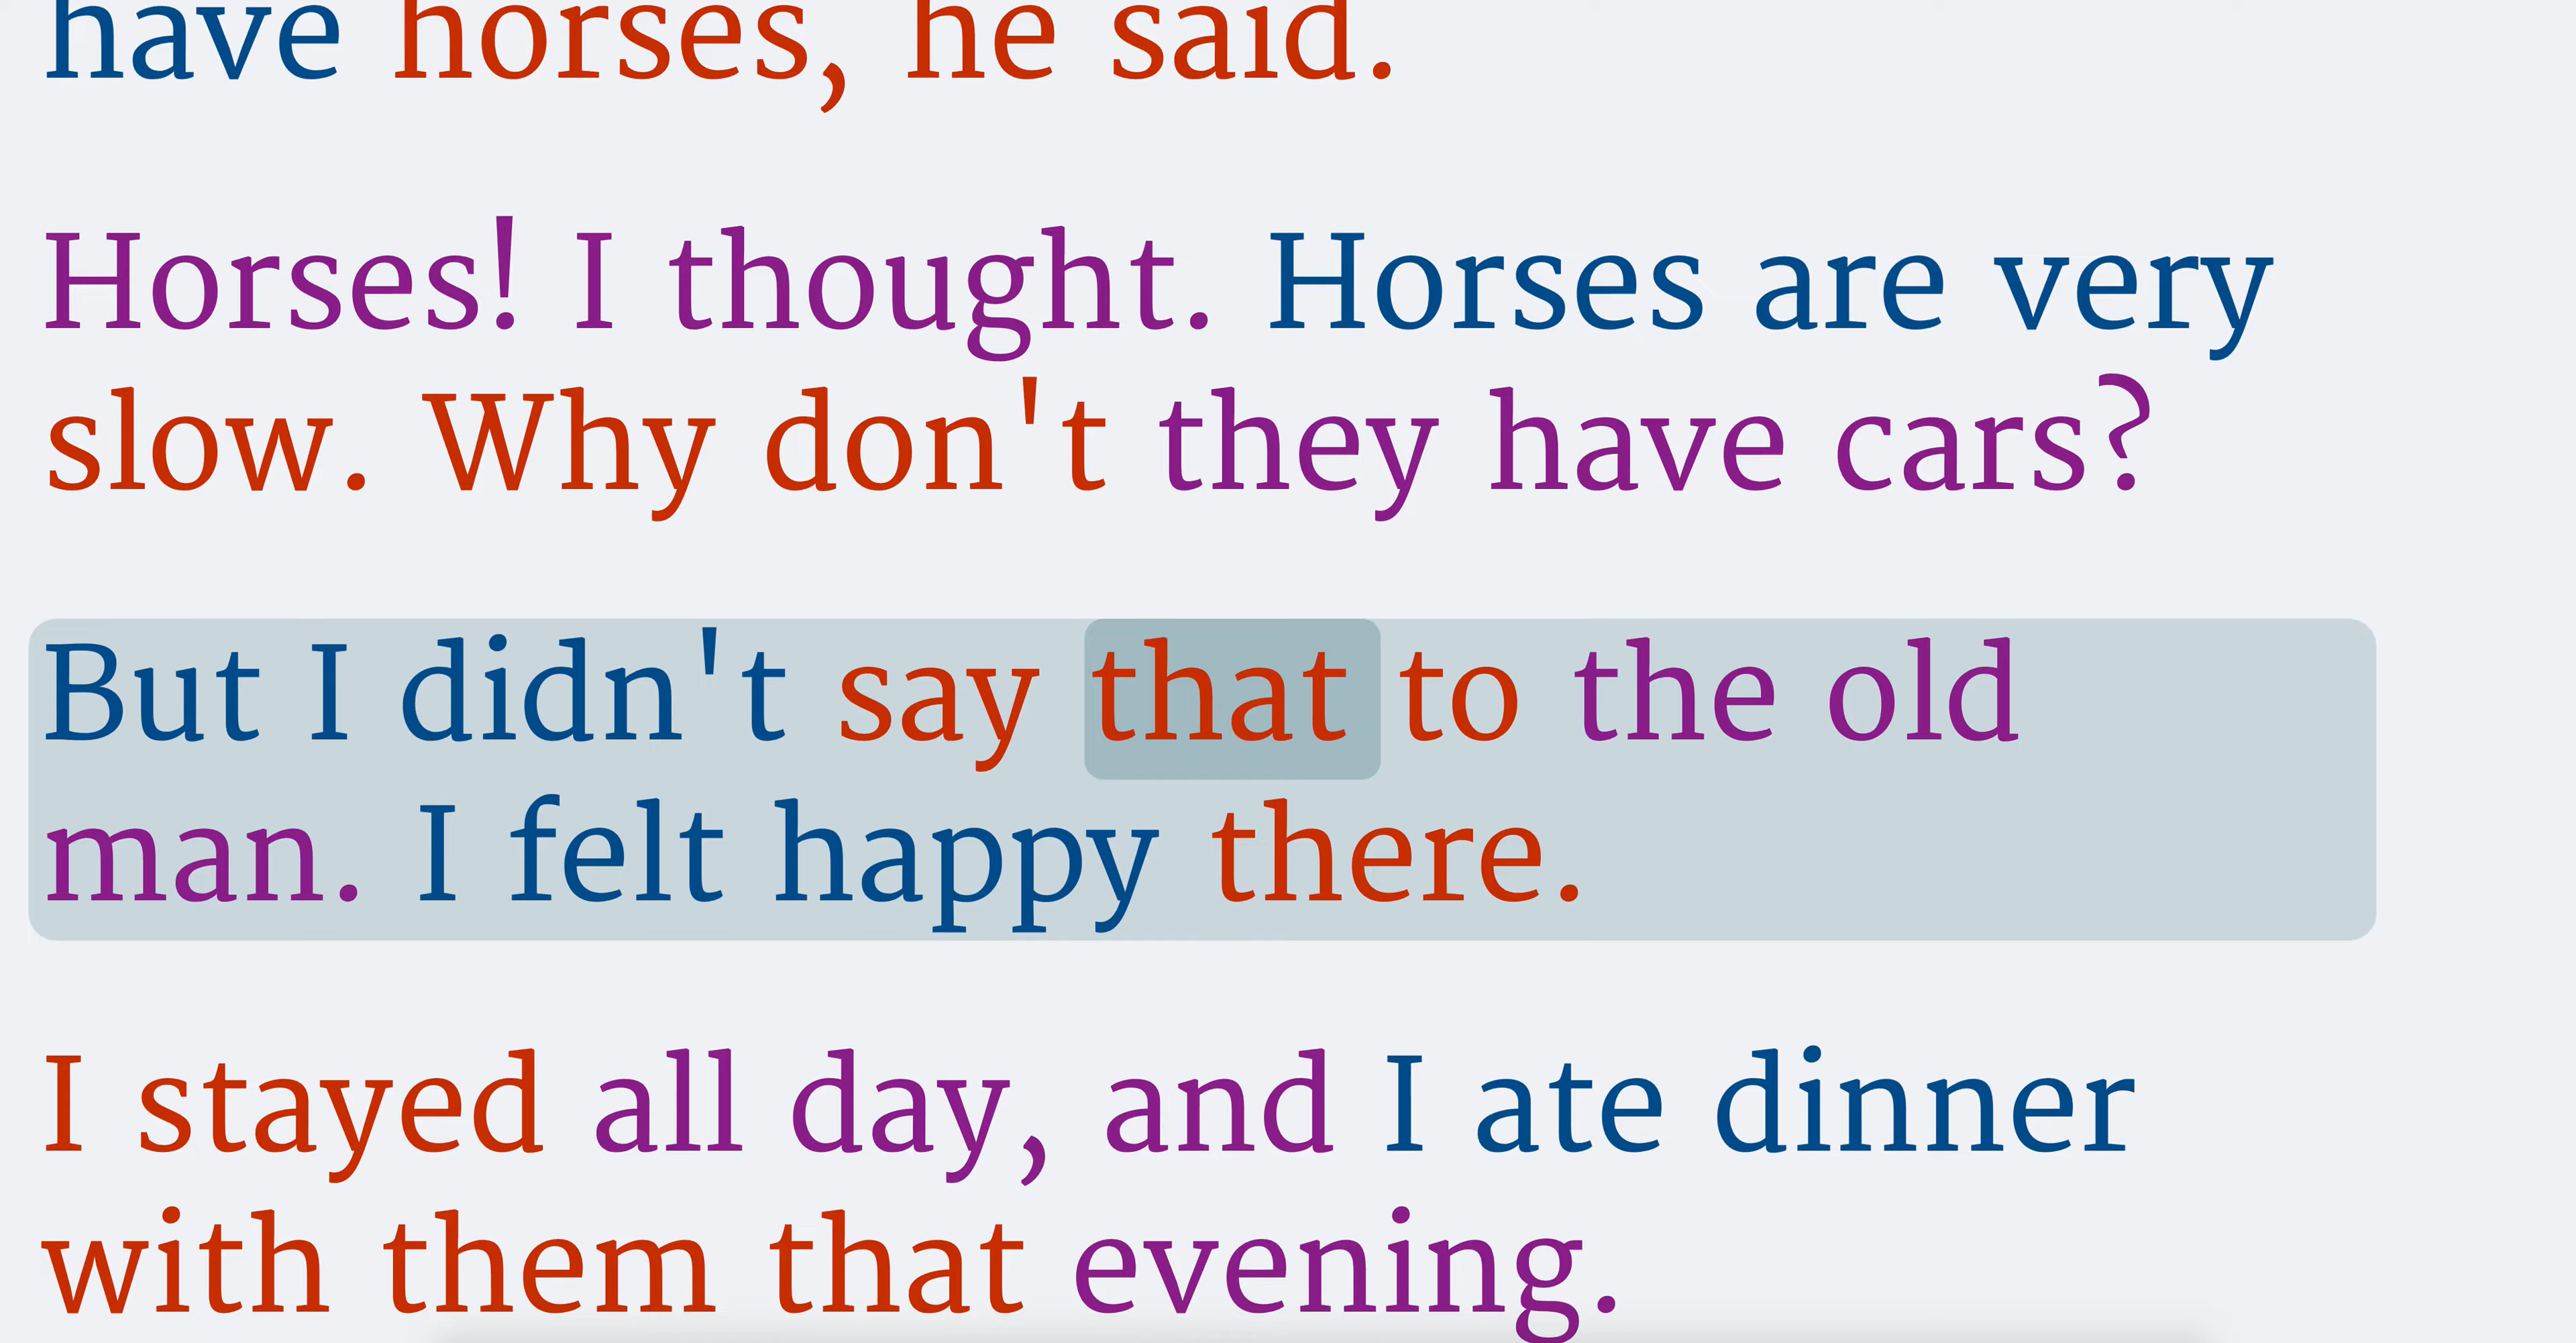 have horses, he said.
Horses! I thought. Horses are very
slow. Why don't they have cars?
But I didn't say that to the old
man. I felt happy there.
I stayed all day, and I ate dinner
with them that evening.